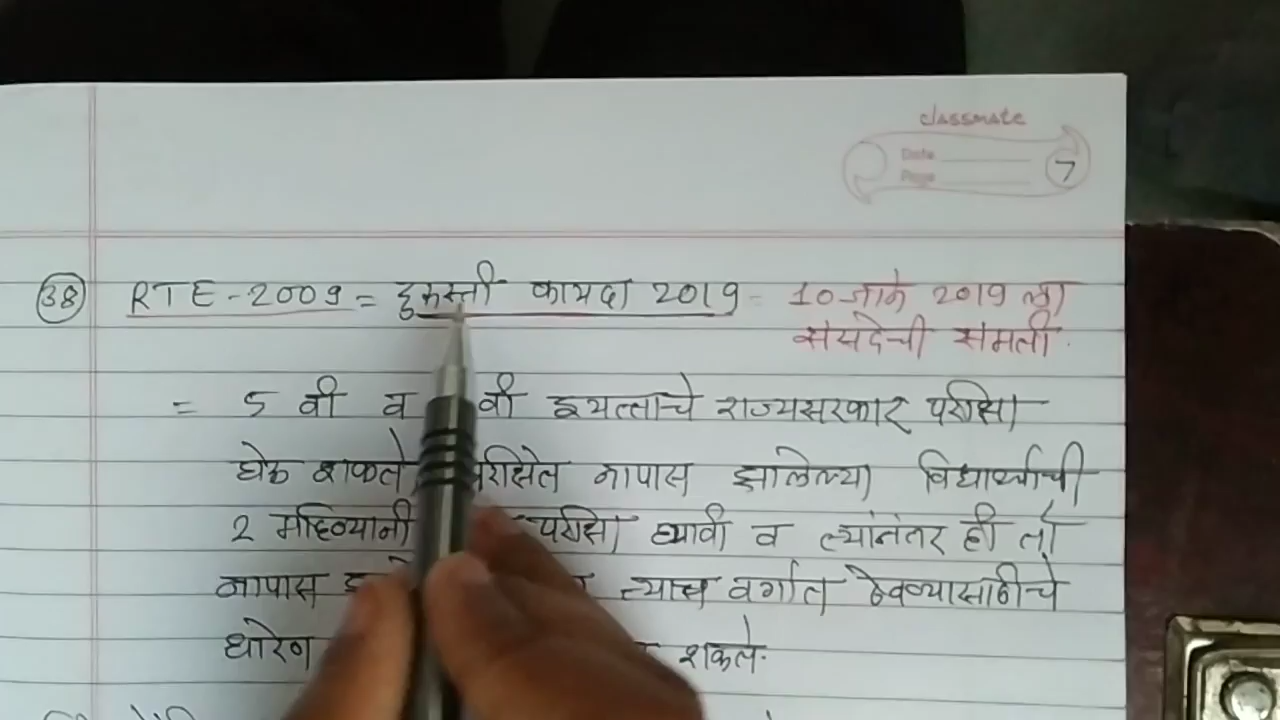 classmate
Date
Page
7
38 RTE-2009 = दुरुस्ती कायदा 2019 - 10 जाने 2019 ला
संसदेची संमती.
= 5 वी व वी इयत्ताचे राज्यसरकार परीक्षा
घेऊ शकते परीक्षेत नापास झालेल्या विद्यार्थ्यांची
2 महिन्यानी परीक्षा घ्यावी व त्यांनंतर ही तो
नापास त्याच वर्गात ठेवण्यासाठीचे
धोरण शकते.